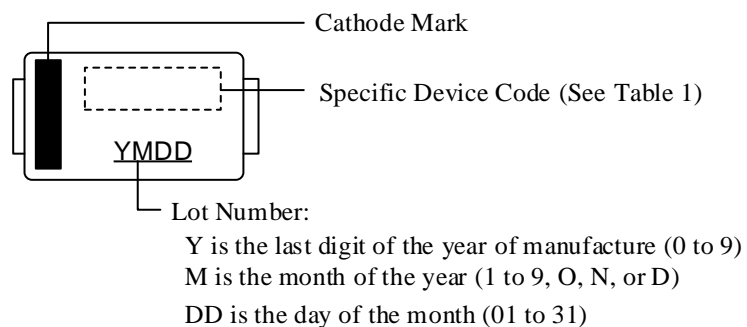 Cathode Mark
Specific Device Code (See Table 1)
YMDD
Lot Number:
Y is the last digit of the year of manufacture (0 to 9)
M is the month of the year (1 to 9, O, N, or D)
DD is the day of the month (01 to 31)